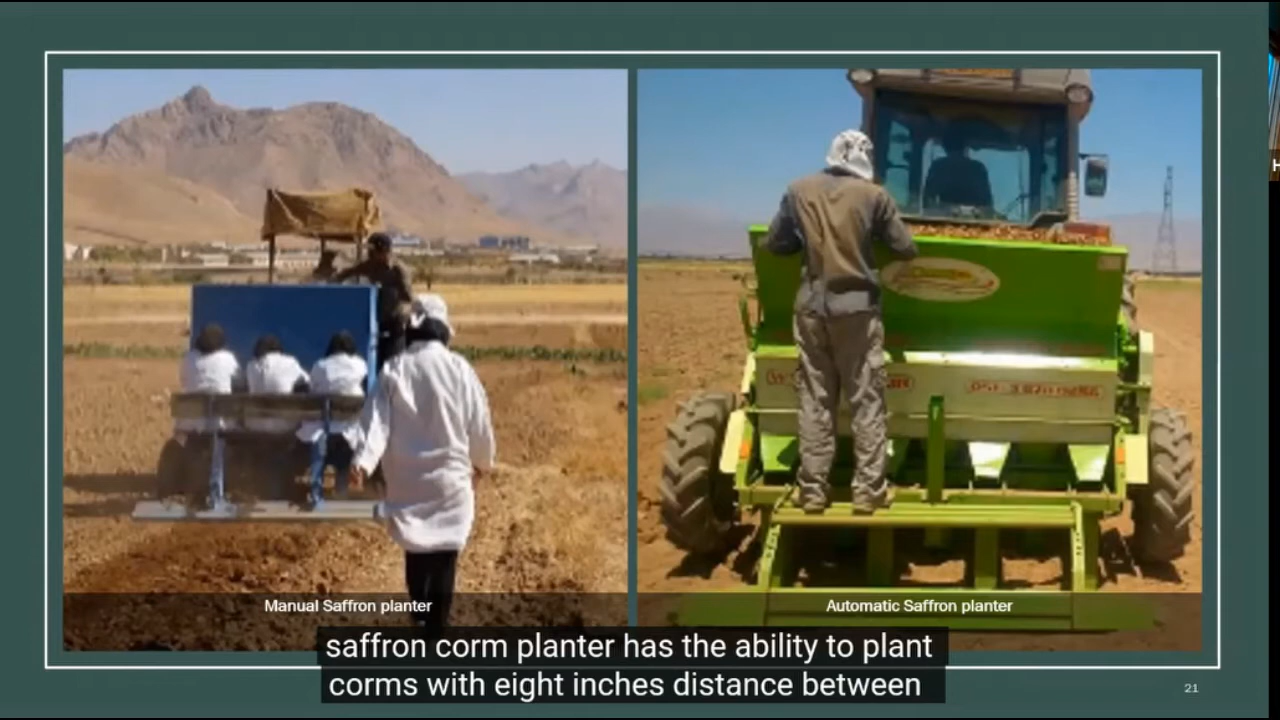 Manual Saffron planter
Automatic Saffron planter
saffron corm planter has the ability to plant
corms with eight inches distance between
21
H